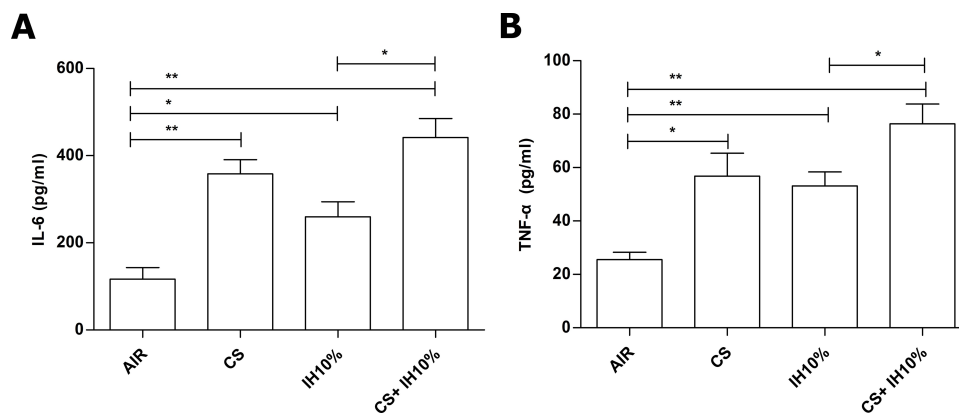 A
IL-6 (pg/ml)
600
400
200
0
*
**
*
**
AIR
CS
IH10%
CS+ IH10%
B
TNF-α (pg/ml)
100
80
60
40
20
0
*
**
**
*
AIR
CS
IH10%
CS+ IH10%